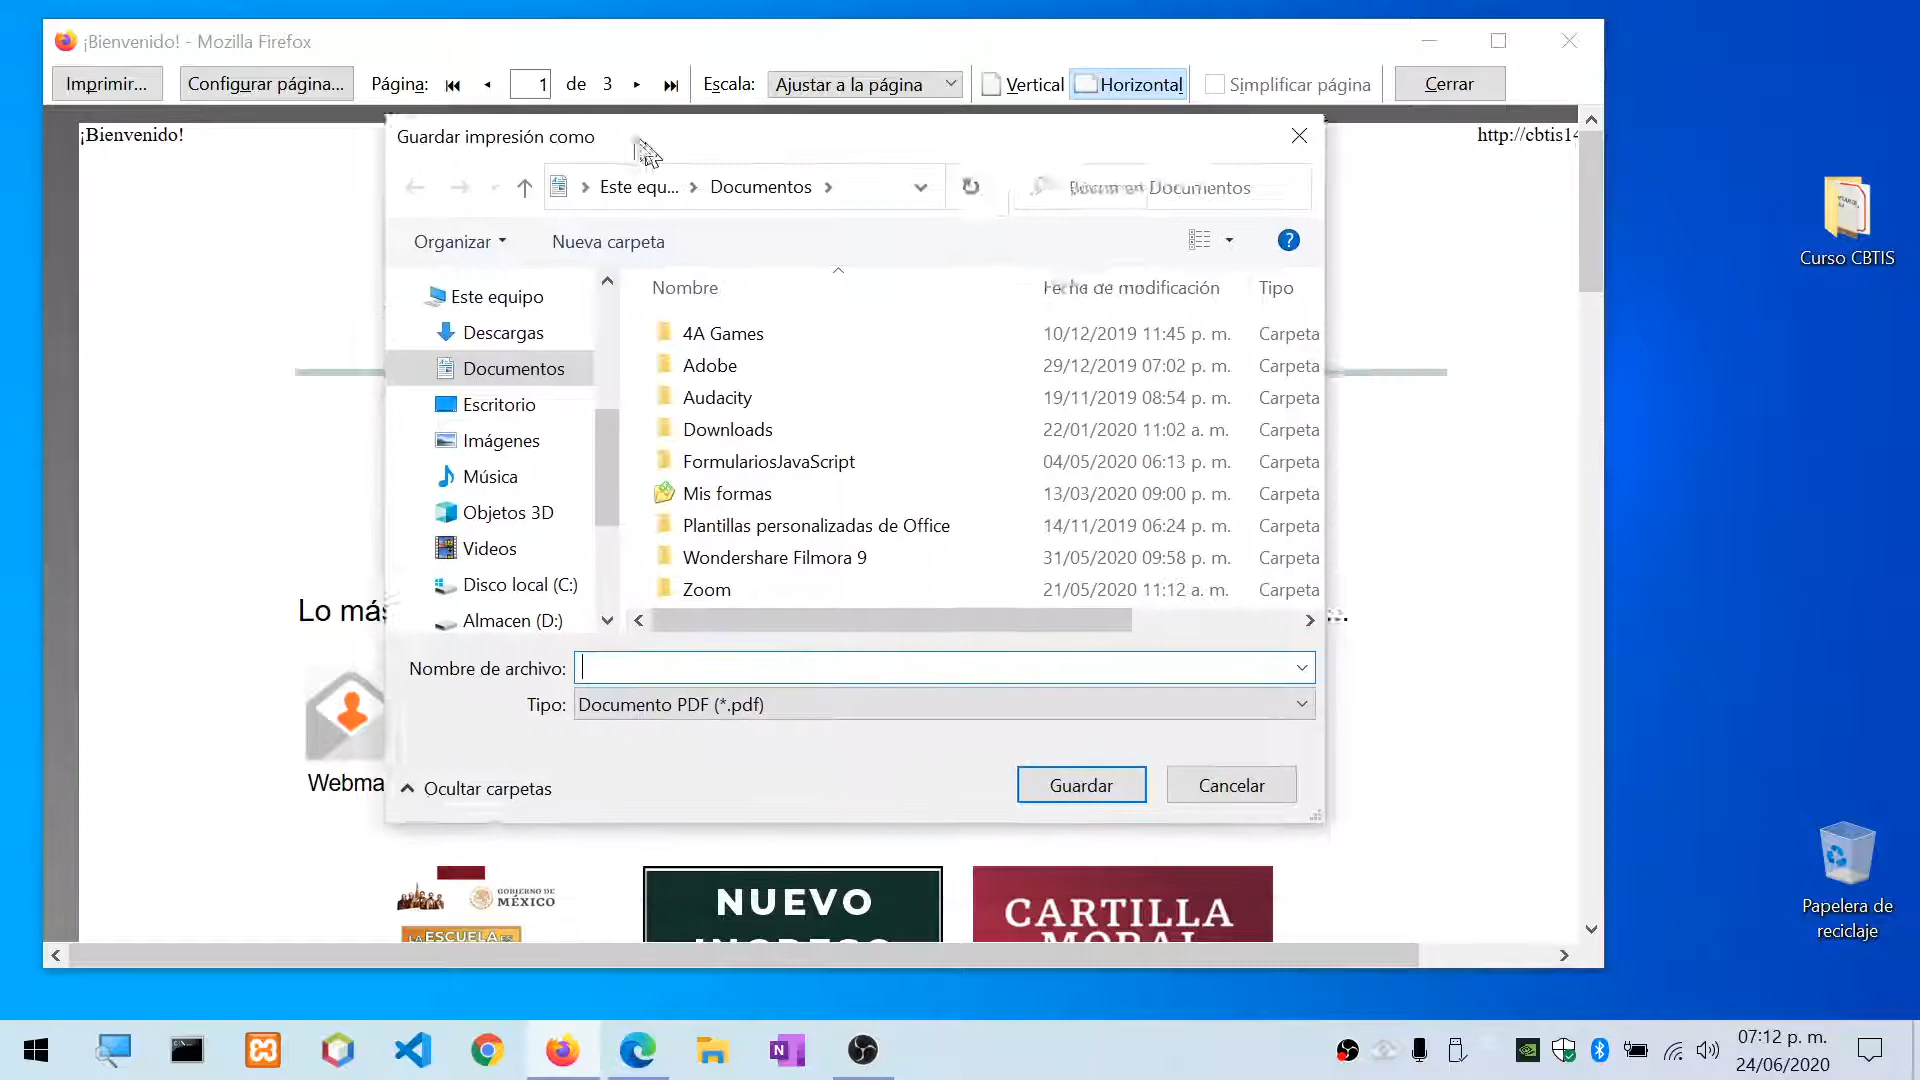 ¡Bienvenido! - Mozilla Firefox
Imprimir... Configurar página... Página: 1 de 3 Escala: Ajustar a la página Vertical Horizontal Simplificar página Cerrar
¡Bienvenido! http://cbtis14
Guardar impresión como
Este equ... Documentos Buscar en Documentos
Organizar Nueva carpeta
Nombre Fecha de modificación Tipo
Este equipo
Descargas
Documentos
Escritorio
Imágenes
Música
Objetos 3D
Videos
Disco local (C:)
Almacen (D:)
4A Games 10/12/2019 11:45 p. m. Carpeta
Adobe 29/12/2019 07:02 p. m. Carpeta
Audacity 19/11/2019 08:54 p. m. Carpeta
Downloads 22/01/2020 11:02 a. m. Carpeta
FormulariosJavaScript 04/05/2020 06:13 p. m. Carpeta
Mis formas 13/03/2020 09:00 p. m. Carpeta
Plantillas personalizadas de Office 14/11/2019 06:24 p. m. Carpeta
Wondershare Filmora 9 31/05/2020 09:58 p. m. Carpeta
Zoom 21/05/2020 11:12 a. m. Carpeta
Nombre de archivo:
Tipo: Documento PDF (*.pdf)
Ocultar carpetas Guardar Cancelar
Lo más
Webma
GOBIERNO DE
MÉXICO
LA ESCUELA ES
NUEVO
INGRESO
CARTILLA
MORAL
Curso CBTIS
Papelera de
reciclaje
07:12 p. m.
24/06/2020